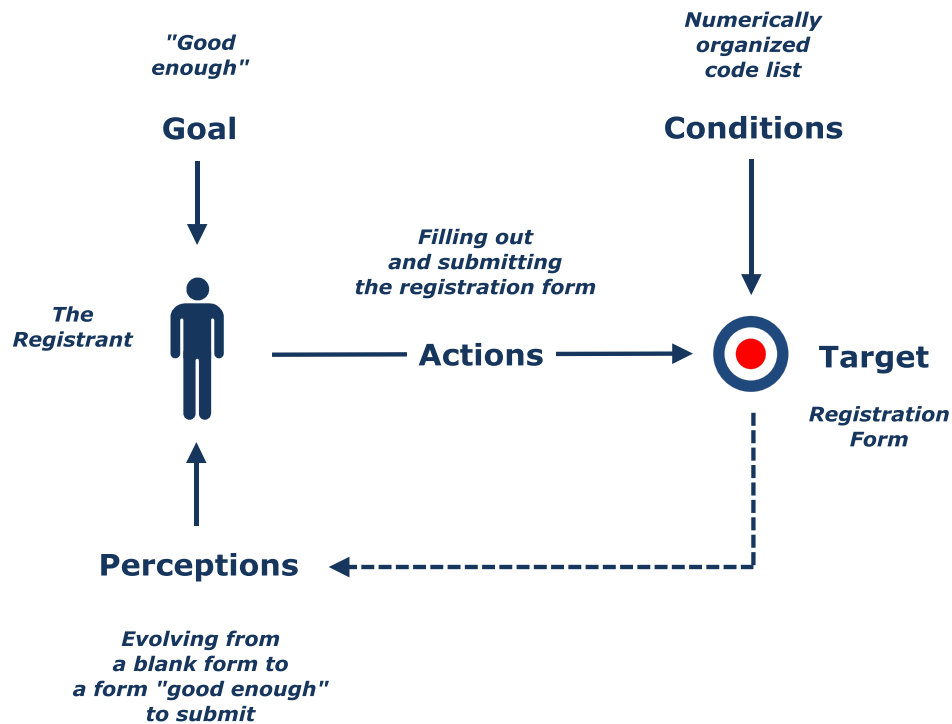 "Good
enough"
Goal
Numerically
organized
code list
Conditions
Filling out
and submitting
the registration form
The
Registrant
Actions
Target
Registration
Form
Perceptions
Evolving from
a blank form to
a form "good enough"
to submit